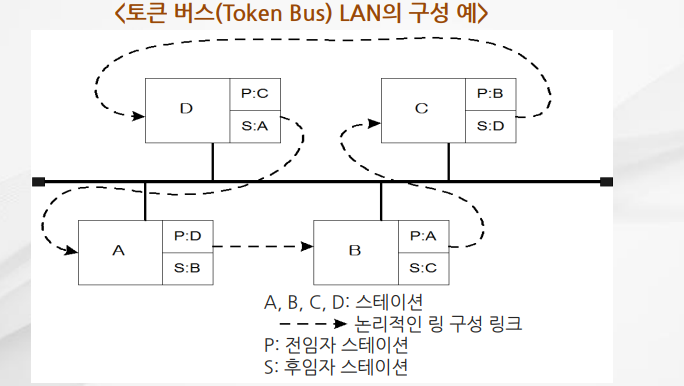 <토큰 버스(Token Bus) LAN의 구성 예>
D
P:C
S:A
C
P:B
S:D
A
P:D
S:B
B
P:A
S:C
A, B, C, D: 스테이션
논리적인 링 구성 링크
P: 전임자 스테이션
S: 후임자 스테이션